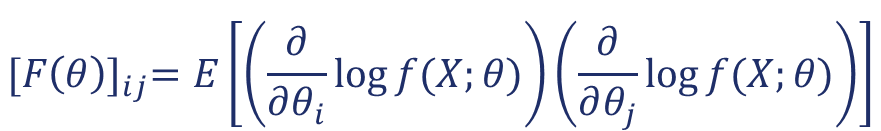 [F(θ)]ᵢⱼ = E [ ( ∂/∂θᵢ log f(X; θ) ) ( ∂/∂θⱼ log f(X; θ) ) ]